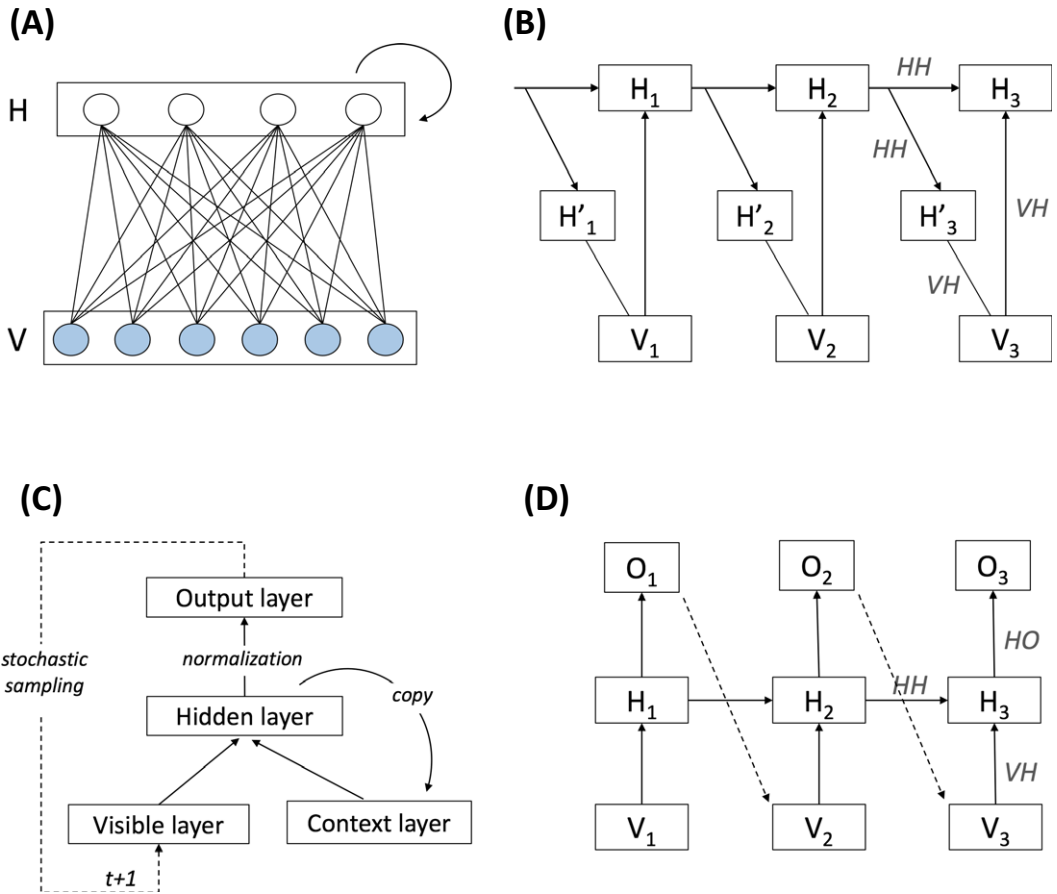 (A)
H
V
(B)
HH
H1 H2 H3
HH
H’1 H’2 H’3
VH
VH
V1 V2 V3
(C)
Output layer
stochastic
sampling
normalization
copy
Hidden layer
Visible layer
Context layer
t+1
(D)
O1 O2 O3
HO
HH
H1 H2 H3
VH
V1 V2 V3